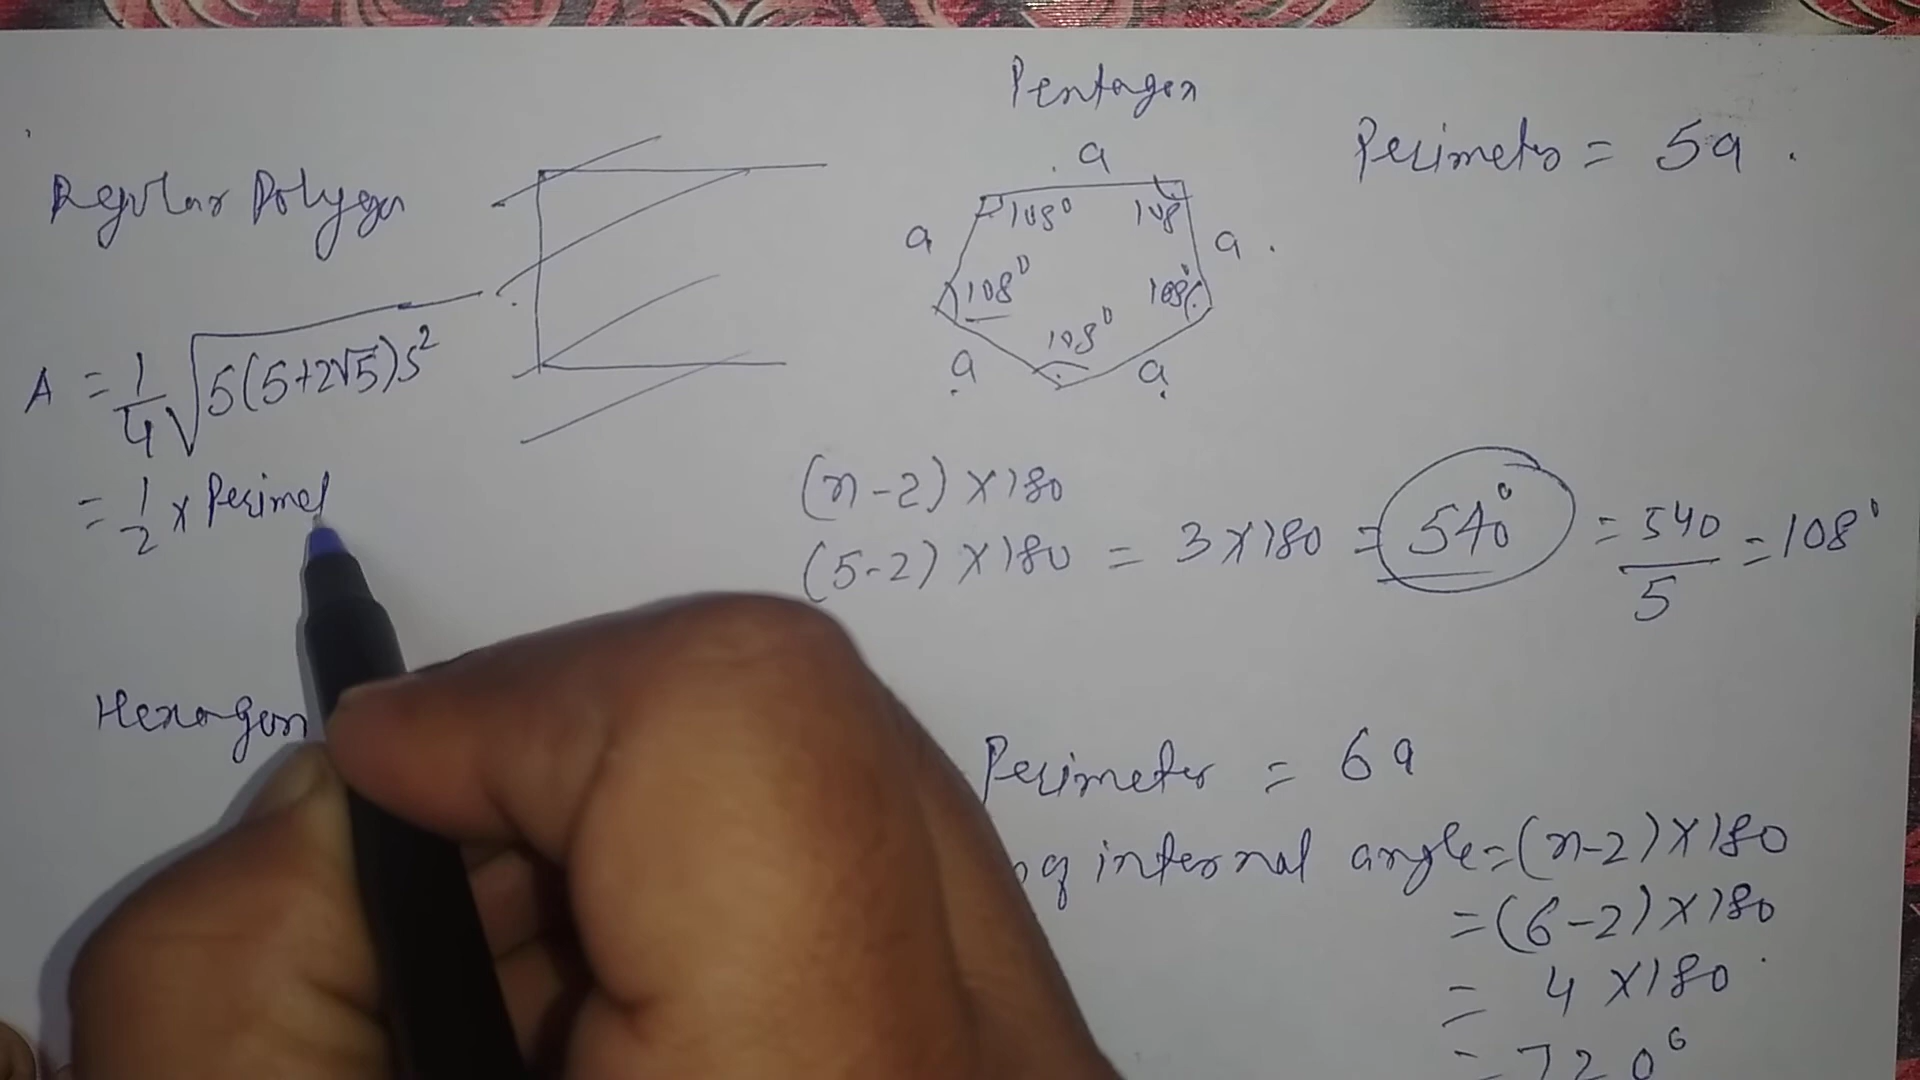 Pentagon
Regular Polygon
a
Perimeter = 5a .
108° 108
a a
108° 108°
108°
a a
A = 1/4 √5(5+2√5)s²
= 1/2 x Perimet
(n-2) x 180
(5-2) x 180 = 3 x 180 = 540° = 540/5 = 108°
Hexagon
Perimeter = 6a
internal angle = (n-2) x 180
= (6-2) x 180
= 4 x 180
= 720°